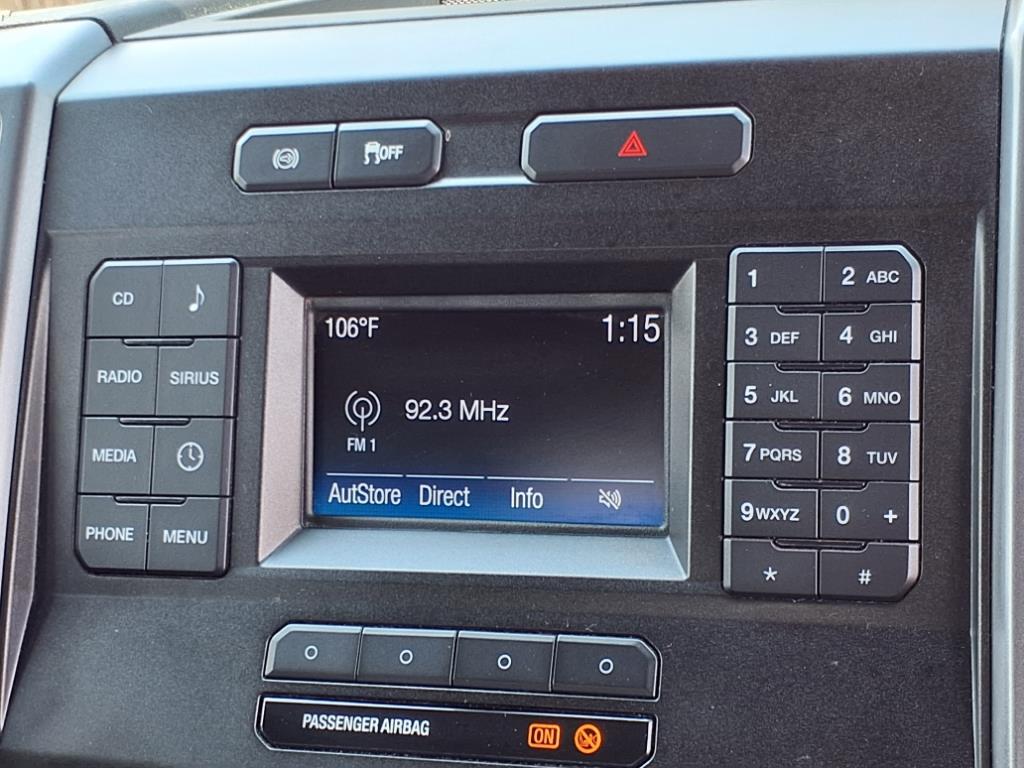 OFF
CD
RADIO SIRIUS
MEDIA
PHONE MENU
106°F 1:15
92.3 MHz
FM 1
AutStore Direct Info
1 2 ABC
3 DEF 4 GHI
5 JKL 6 MNO
7 PQRS 8 TUV
9 WXYZ 0 +
* #
PASSENGER AIRBAG ON